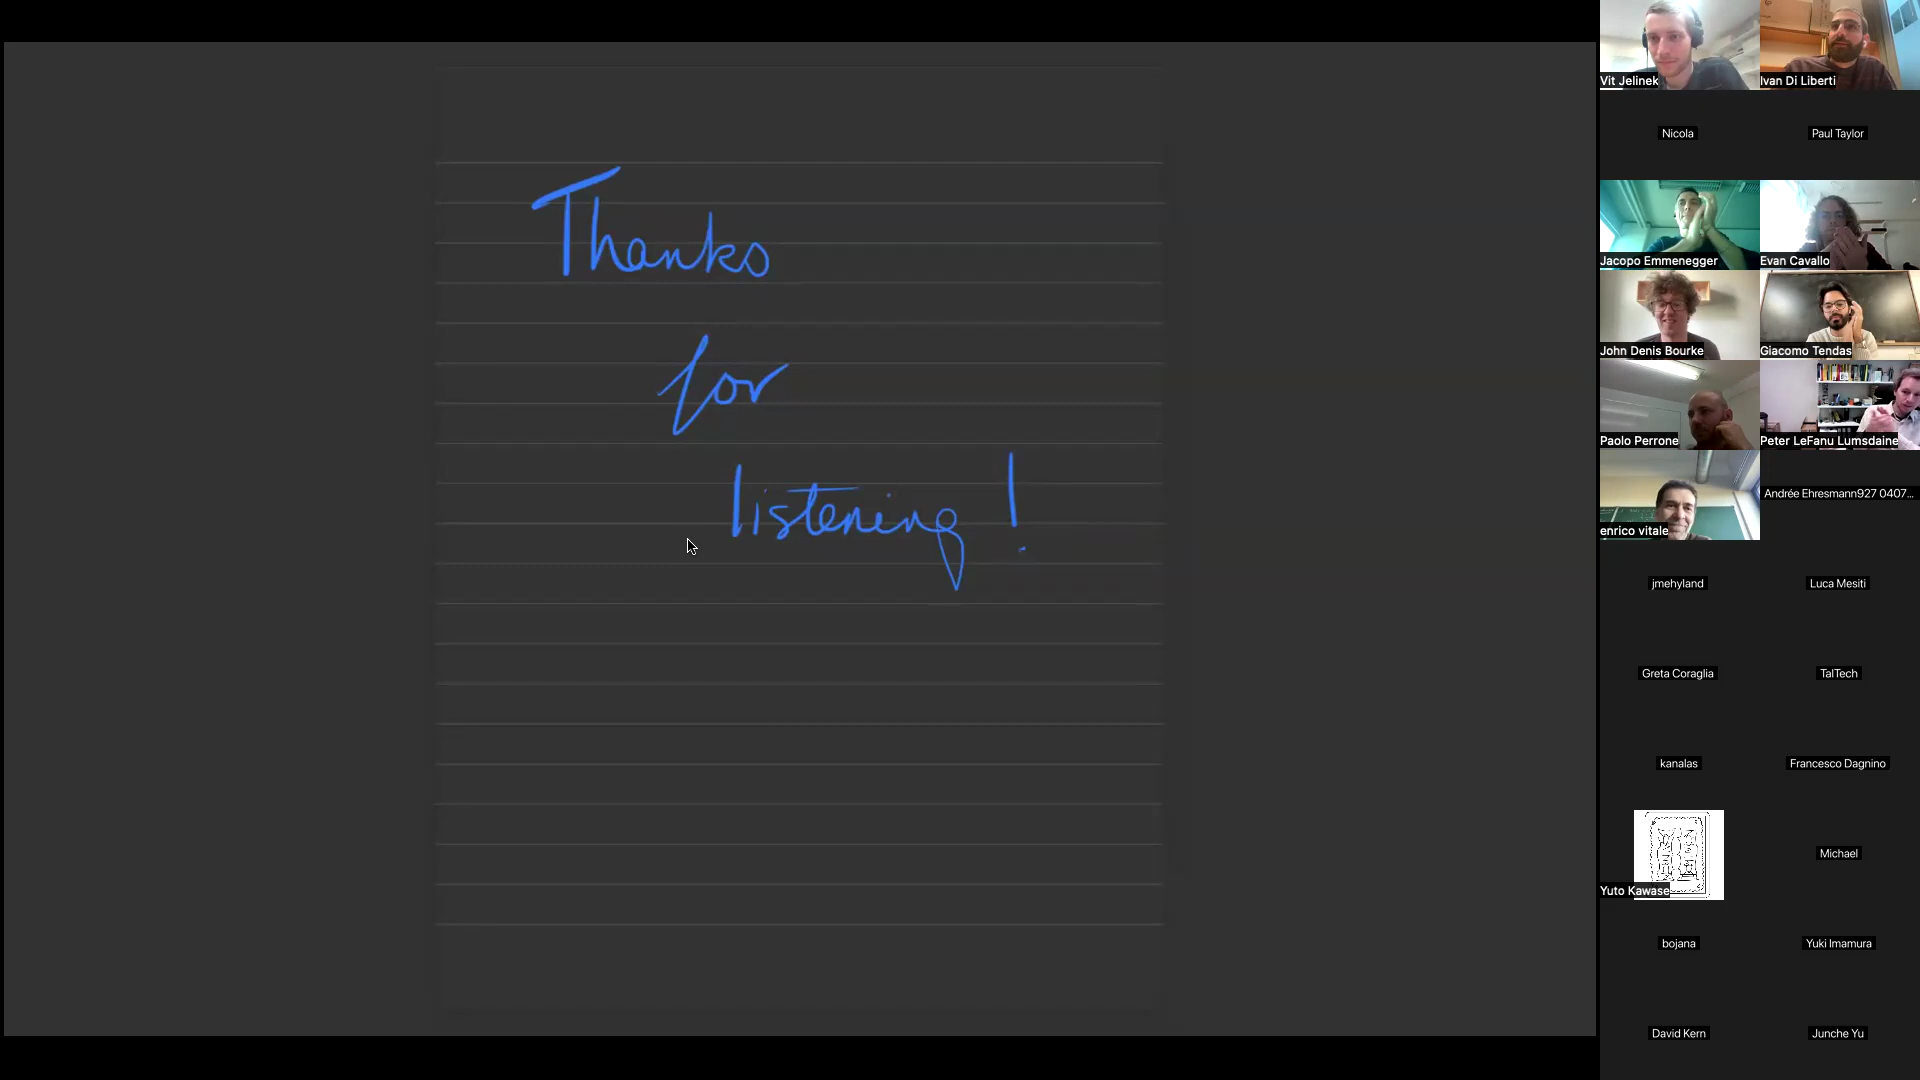 Thanks
for
listening!
Vit Jelinek
Ivan Di Liberti
Nicola
Paul Taylor
Jacopo Emmenegger
Evan Cavallo
John Denis Bourke
Giacomo Tendas
Paolo Perrone
Peter LeFanu Lumsdaine
enrico vitale
Andrée Ehresmann927 0407...
jmehyland
Luca Mesiti
Greta Coraglia
TalTech
kanalas
Francesco Dagnino
Yuto Kawase
Michael
bojana
Yuki Imamura
David Kern
Junche Yu